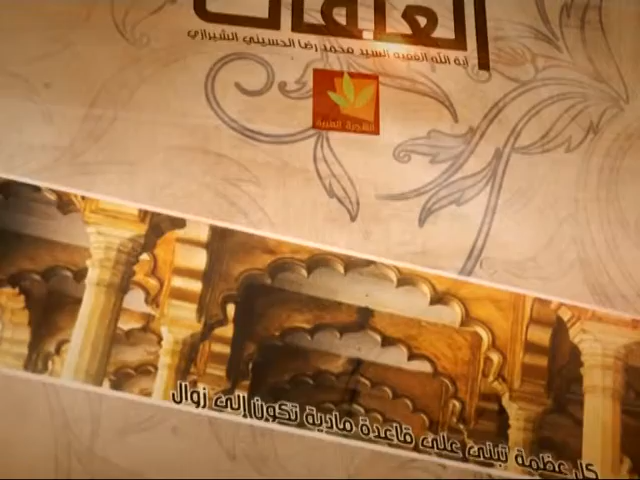 العلقات
آية الله الفقيه السيد محمد رضا الحسيني الشيرازي
الشجرة الطيبة
كل عظمة تبنى على قاعدة مادية تكون إلى زوال